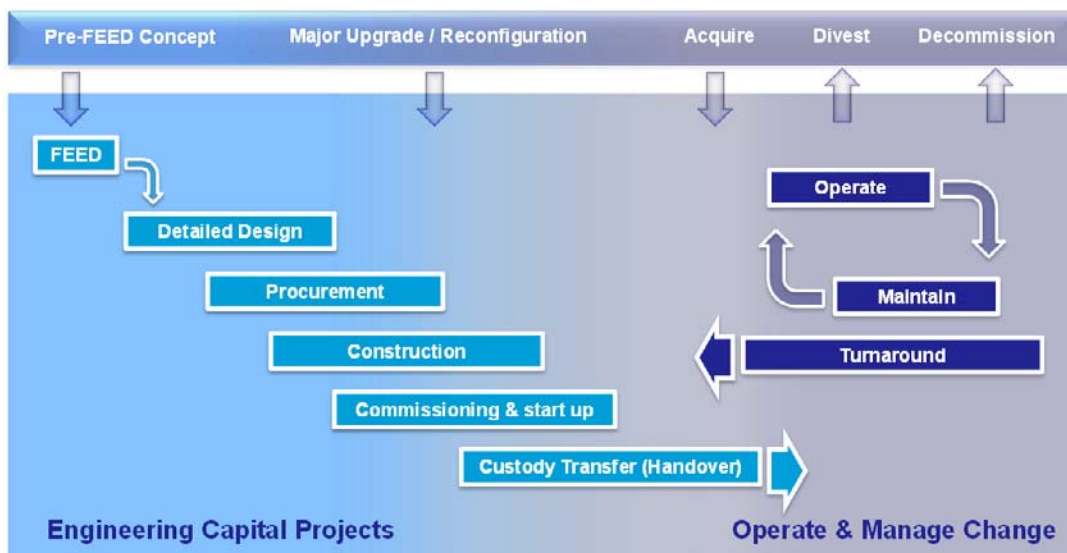 Pre-FEED Concept
Major Upgrade / Reconfiguration
Acquire
Divest
Decommission
FEED
Operate
Detailed Design
Procurement
Maintain
Construction
Turnaround
Commissioning & start up
Custody Transfer (Handover)
Engineering Capital Projects
Operate & Manage Change